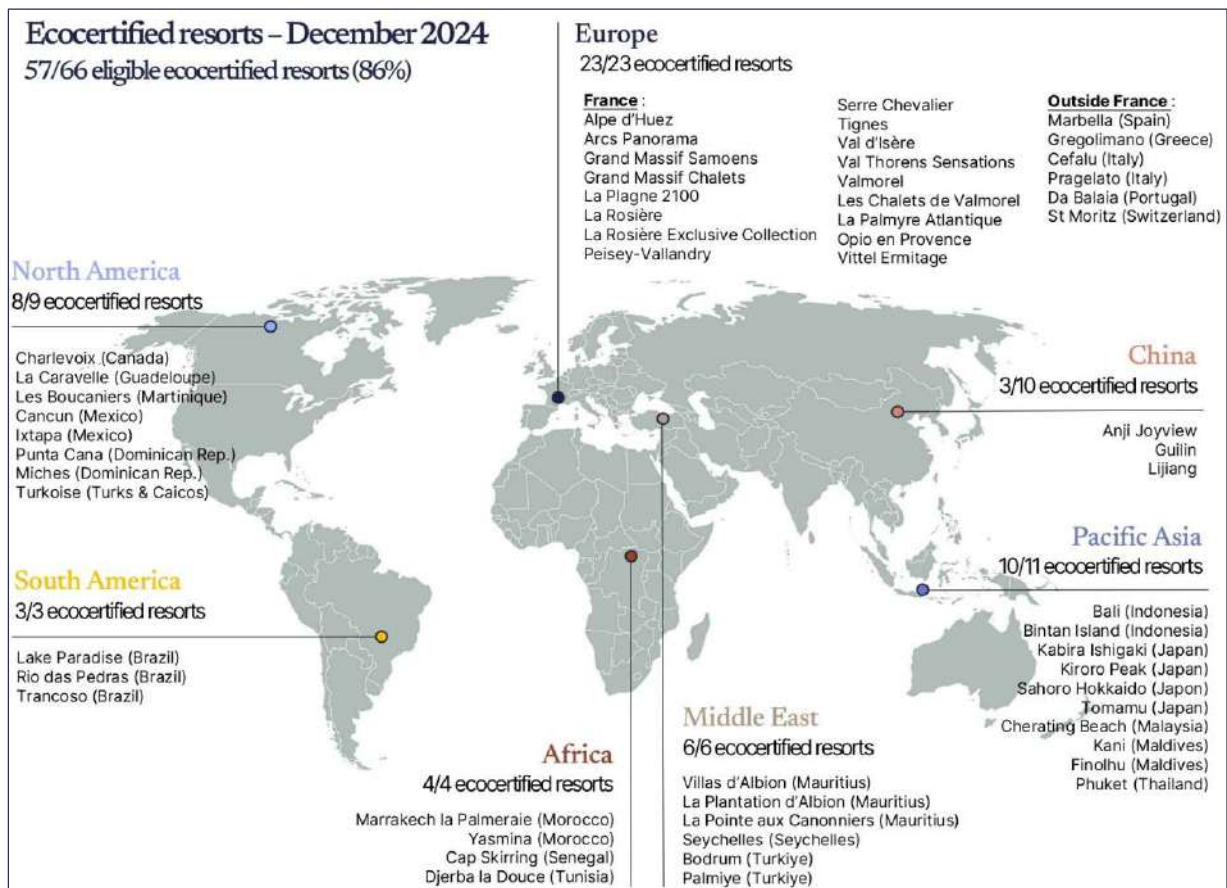 Ecocertified resorts – December 2024
57/66 eligible ecocertified resorts (86%)
Europe
23/23 ecocertified resorts
France :
Alpe d'Huez
Arcs Panorama
Grand Massif Samoens
Grand Massif Chalets
La Plagne 2100
La Rosière
La Rosière Exclusive Collection
Peisey-Vallandry
Serre Chevalier
Tignes
Val d'Isère
Val Thorens Sensations
Valmorel
Les Chalets de Valmorel
La Palmyre Atlantique
Opio en Provence
Vittel Ermitage
Outside France :
Marbella (Spain)
Gregolimano (Greece)
Cefalu (Italy)
Pragelato (Italy)
Da Balaia (Portugal)
St Moritz (Switzerland)
North America
8/9 ecocertified resorts
Charlevoix (Canada)
La Caravelle (Guadeloupe)
Les Boucaniers (Martinique)
Cancun (Mexico)
Ixtapa (Mexico)
Punta Cana (Dominican Rep.)
Miches (Dominican Rep.)
Turkoise (Turks & Caicos)
China
3/10 ecocertified resorts
Anji Joyview
Guilin
Lijiang
Pacific Asia
10/11 ecocertified resorts
Bali (Indonesia)
Bintan Island (Indonesia)
Kabira Ishigaki (Japan)
Kiroro Peak (Japan)
Sahoro Hokkaido (Japon)
Tomamu (Japan)
Cherating Beach (Malaysia)
Kani (Maldives)
Finolhu (Maldives)
Phuket (Thailand)
South America
3/3 ecocertified resorts
Lake Paradise (Brazil)
Rio das Pedras (Brazil)
Trancoso (Brazil)
Africa
4/4 ecocertified resorts
Marrakech la Palmeraie (Morocco)
Yasmina (Morocco)
Cap Skirring (Senegal)
Djerba la Douce (Tunisia)
Middle East
6/6 ecocertified resorts
Villas d'Albion (Mauritius)
La Plantation d'Albion (Mauritius)
La Pointe aux Canonniers (Mauritius)
Seychelles (Seychelles)
Bodrum (Turkiye)
Palmiye (Turkiye)